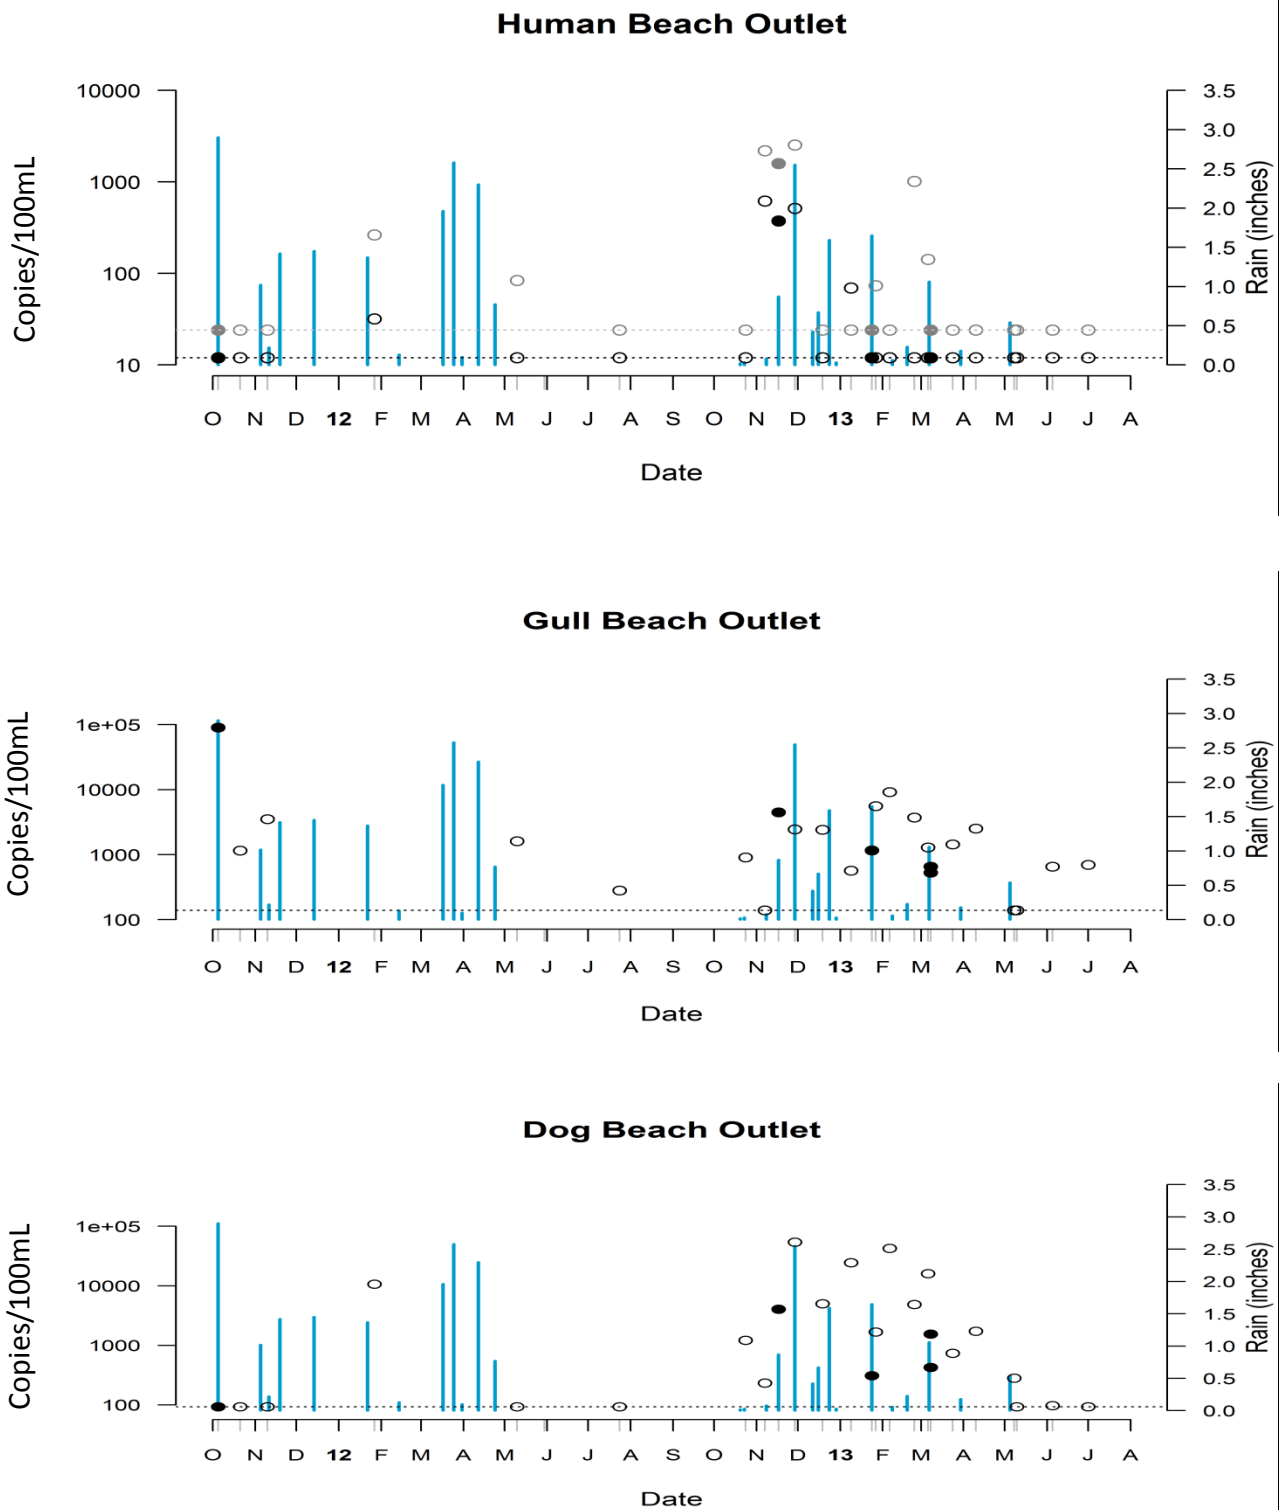 Human Beach Outlet
10000
1000
100
10
Copies/100mL
3.5
3.0
2.5
2.0
1.5
1.0
0.5
0.0
Rain (inches)
O N D 12 F M A M J J A S O N D 13 F M A M J J A
Date
Gull Beach Outlet
1e+05
10000
1000
100
Copies/100mL
3.5
3.0
2.5
2.0
1.5
1.0
0.5
0.0
Rain (inches)
O N D 12 F M A M J J A S O N D 13 F M A M J J A
Date
Dog Beach Outlet
1e+05
10000
1000
100
Copies/100mL
3.5
3.0
2.5
2.0
1.5
1.0
0.5
0.0
Rain (inches)
O N D 12 F M A M J J A S O N D 13 F M A M J J A
Date